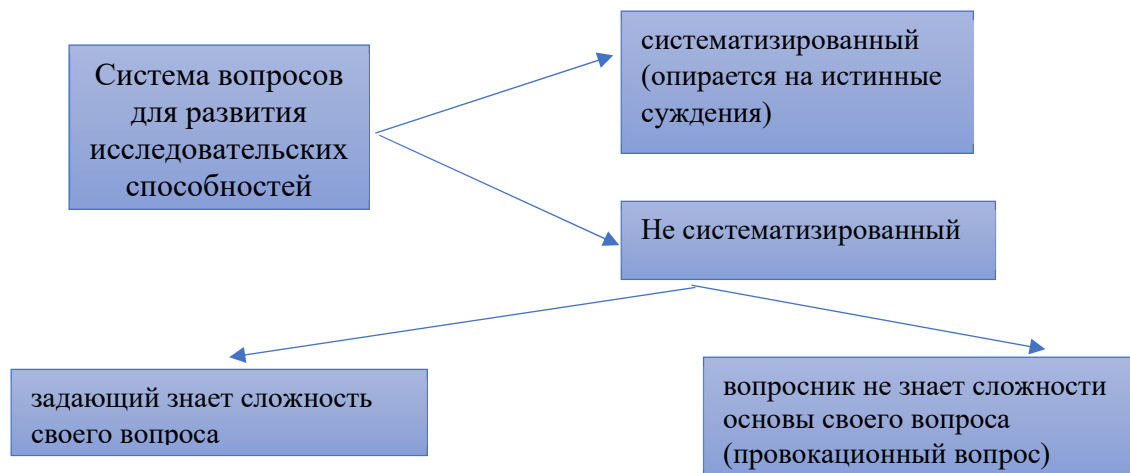 Система вопросов
для развития
исследовательских
способностей
систематизированный
(опирается на истинные
суждения)
Не систематизированный
задающий знает сложность
своего вопроса
вопросник не знает сложности
основы своего вопроса
(провокационный вопрос)